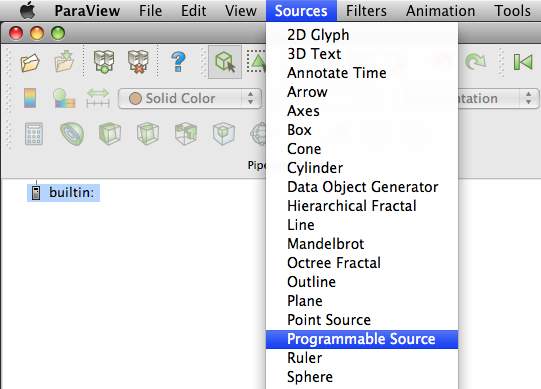 ParaView File Edit View Sources Filters Animation Tools
2D Glyph
3D Text
Annotate Time
Arrow
Axes
Box
Cone
Cylinder
Data Object Generator
Hierarchical Fractal
Line
Mandelbrot
Octree Fractal
Outline
Plane
Point Source
Programmable Source
Ruler
Sphere
Solid Color
ntation
Pipe
builtin: